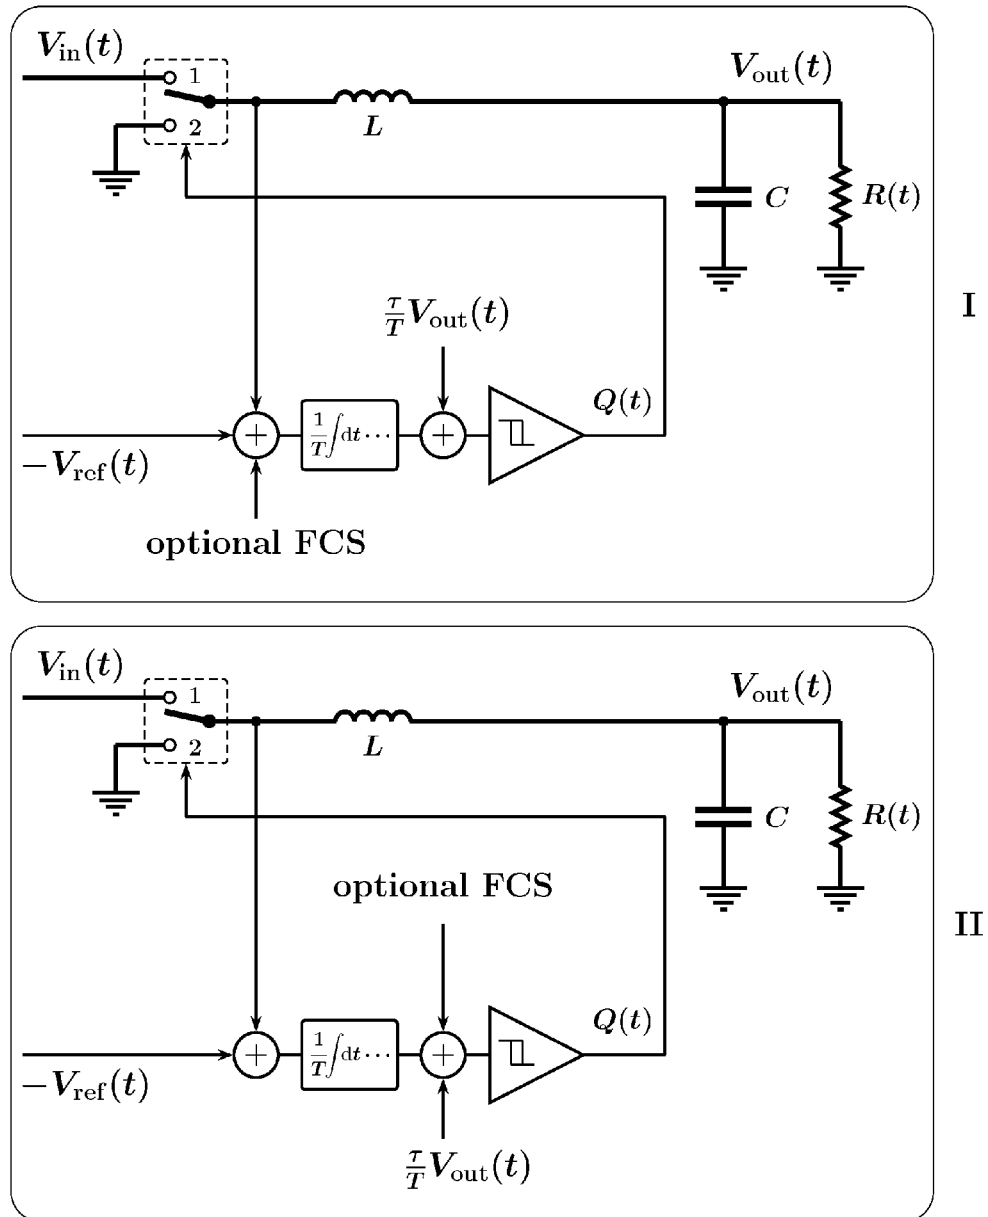 V_in(t)
V_out(t)
1
2
L
C
R(t)
I
τ/T V_out(t)
Q(t)
+
1/T ∫dt ···
+
−V_ref(t)
optional FCS
V_in(t)
V_out(t)
1
2
L
C
R(t)
II
optional FCS
Q(t)
+
1/T ∫dt ···
+
−V_ref(t)
τ/T V_out(t)